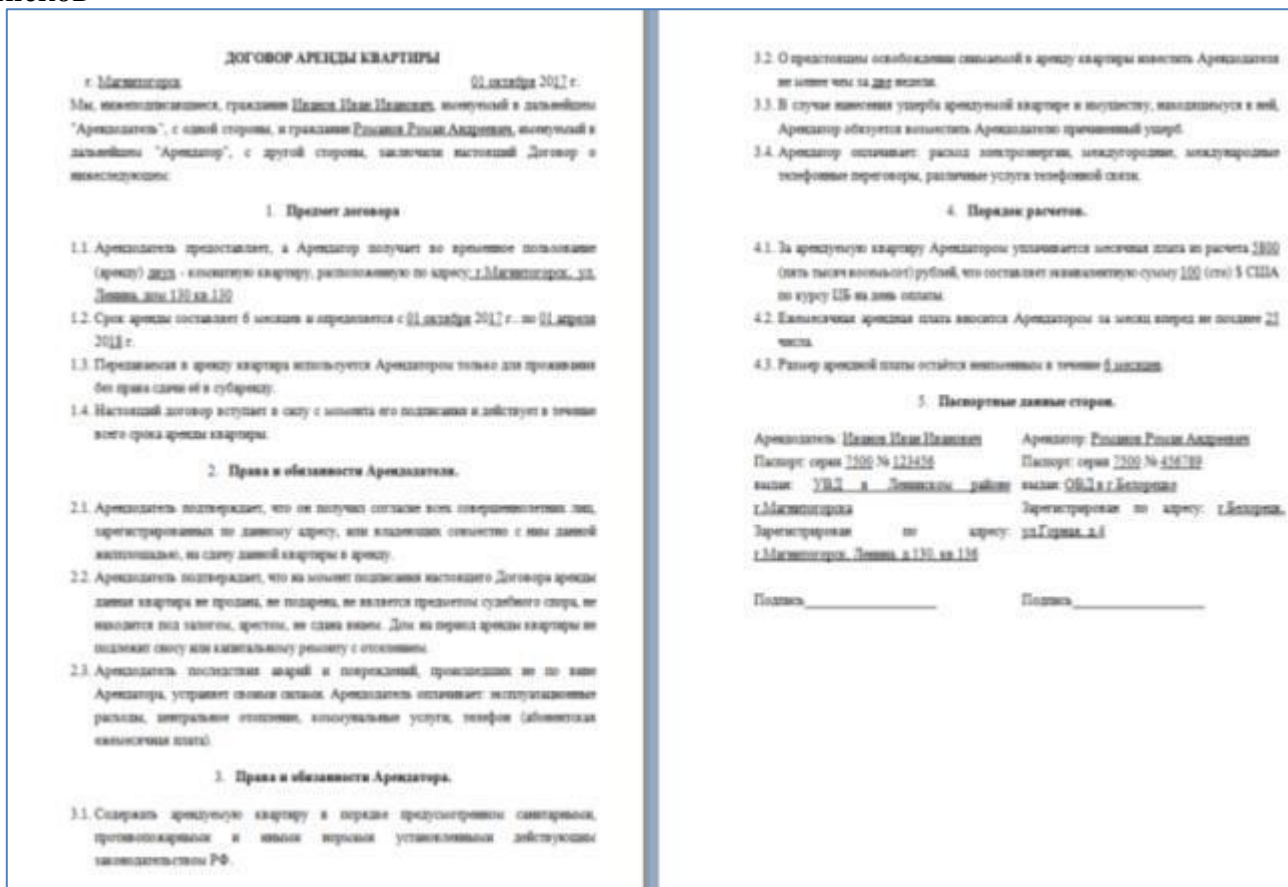 ДОГОВОР АРЕНДЫ КВАРТИРЫ
г. Магнитогорск 01 октября 2017 г.
Мы, нижеподписавшиеся, гражданин Иванов Иван Иванович, именуемый в дальнейшем
"Арендодатель", с одной стороны, и гражданин Романов Роман Андреевич, именуемый в
дальнейшем "Арендатор", с другой стороны, заключили настоящий Договор о
нижеследующем:
1. Предмет договора
1.1. Арендодатель предоставляет, а Арендатор получает во временное пользование
(аренду) двух - комнатную квартиру, расположенную по адресу: г.Магнитогорск, ул.
Ленина, дом 130 кв.130
1.2. Срок аренды составляет 6 месяцев и определяется с 01 октября 2017 г.. по 01 апреля
2018 г.
1.3. Передаваемая в аренду квартира используется Арендатором только для проживания
без права сдачи её в субаренду.
1.4. Настоящий договор вступает в силу с момента его подписания и действует в течение
всего срока аренды квартиры.
2. Права и обязанности Арендодателя.
2.1. Арендодатель подтверждает, что он получил согласие всех совершеннолетних лиц,
зарегистрированных по данному адресу, или владеющих совместно с ним данной
жилплощадью, на сдачу данной квартиры в аренду.
2.2. Арендодатель подтверждает, что на момент подписания настоящего Договора аренды
данная квартира не продана, не подарена, не является предметом судебного спора, не
находится под залогом, арестом, не сдана внаем. Дом на период аренды квартиры не
подлежит сносу или капитальному ремонту с отселением.
2.3. Арендодатель последствия аварий и повреждений, происшедших не по вине
Арендатора, устраняет своими силами. Арендодатель оплачивает: эксплуатационные
расходы, центральное отопление, коммунальные услуги, телефон (абонентская
ежемесячная плата).
3. Права и обязанности Арендатора.
3.1. Содержать арендуемую квартиру в порядке предусмотренном санитарными,
противопожарными и иными нормами установленными действующим
законодательством РФ.
3.2. О предстоящем освобождении снимаемой в аренду квартиры известить Арендодателя
не менее чем за две недели.
3.3. В случае нанесения ущерба арендуемой квартире и имуществу, находящемуся в ней,
Арендатор обязуется возместить Арендодателю причиненный ущерб.
3.4. Арендатор оплачивает: расход электроэнергии, междугородние, международные
телефонные переговоры, различные услуги телефонной связи.
4. Порядок расчетов.
4.1. За арендуемую квартиру Арендатором уплачивается месячная плата из расчета 5800
(пять тысяч восемьсот) рублей, что составляет эквивалентную сумму 100 (сто) $ США
по курсу ЦБ на день оплаты.
4.2. Ежемесячная арендная плата вносится Арендатором за месяц вперед не позднее
числа.
4.3. Размер арендной платы остаётся неизменным в течение 6 месяцев.
5. Паспортные данные сторон.
Арендодатель: Иванов Иван Иванович
Паспорт: серия 7500 № 123456
выдан: УВД в Ленинском районе
г.Магнитогорска
Зарегистрирован по адресу:
г.Магнитогорск, Ленина, д.130, кв.136
Подпись
Арендатор: Романов Роман Андреевич
Паспорт: серия 7500 № 456789
выдан: ОВД в г.Белорецке
Зарегистрирован по адресу: г.Белорецк,
ул.Горная, д.4
Подпись